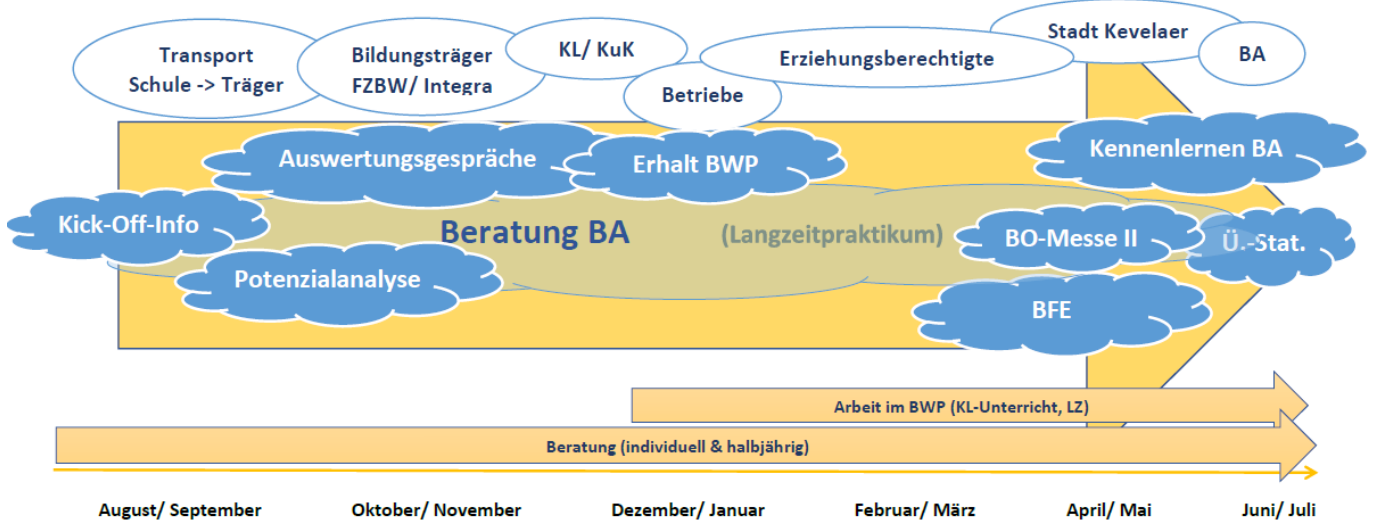 Transport
Schule -> Träger
Bildungsträger
FZBW/ Integra
KL/ KuK
Betriebe
Erziehungsberechtigte
Stadt Kevelaer
BA
Auswertungsgespräche
Erhalt BWP
Kennenlernen BA
Kick-Off-Info
Beratung BA
(Langzeitpraktikum)
BO-Messe II
Ü.-Stat.
Potenzialanalyse
BFE
Arbeit im BWP (KL-Unterricht, LZ)
Beratung (individuell & halbjährig)
August/ September
Oktober/ November
Dezember/ Januar
Februar/ März
April/ Mai
Juni/ Juli